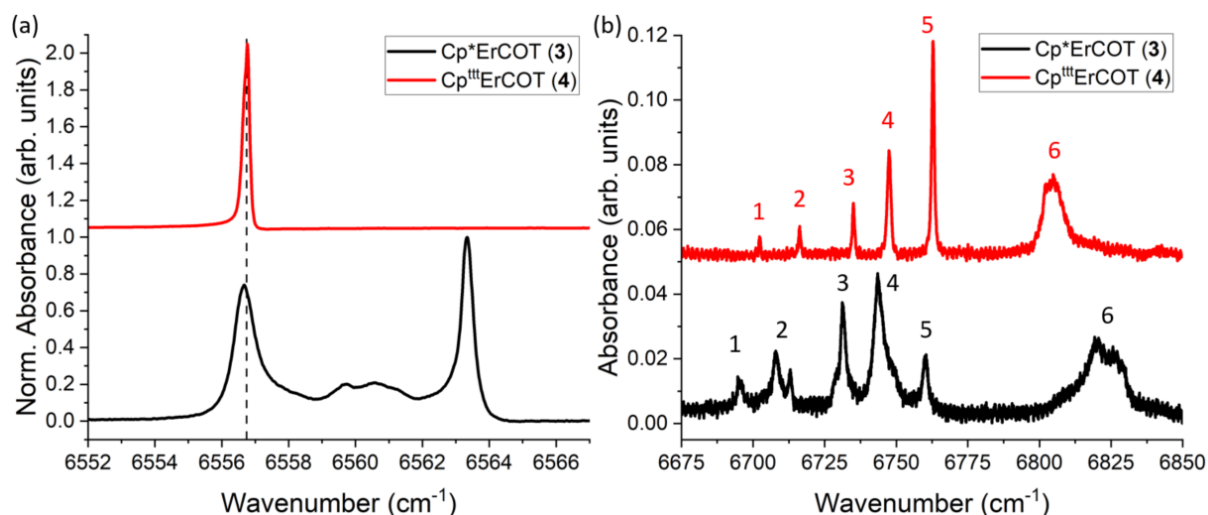 (a)
Norm. Absorbance (arb. units)
2.0
1.8
1.6
1.4
1.2
1.0
0.8
0.6
0.4
0.2
0.0
Cp*ErCOT (3)
Cpᵗᵗᵗ ErCOT (4)
6552 6554 6556 6558 6560 6562 6564 6566
Wavenumber (cm⁻¹)
(b)
Absorbance (arb. units)
0.12
0.10
0.08
0.06
0.04
0.02
0.00
Cp*ErCOT (3)
Cpᵗᵗᵗ ErCOT (4)
1 2 3 4 5 6
1 2 3 4 5 6
6675 6700 6725 6750 6775 6800 6825 6850
Wavenumber (cm⁻¹)